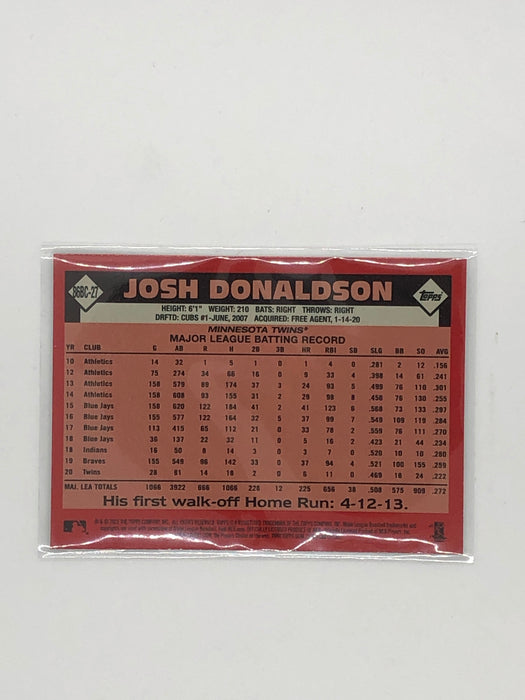 86BC-27
JOSH DONALDSON
Topps
HEIGHT: 6'1" WEIGHT: 210 BATS: RIGHT THROWS: RIGHT
DRFTD: CUBS #1-JUNE, 2007 ACQUIRED: FREE AGENT, 1-14-20
MINNESOTA TWINS®
MAJOR LEAGUE BATTING RECORD
YR CLUB G AB R H 2B 3B HR RBI SB SLG BB SO AVG
10 Athletics 14 32 1 5 1 0 1 4 0 .281 2 12 .156
12 Athletics 75 274 34 66 16 0 9 33 4 .398 14 61 .241
13 Athletics 158 579 89 174 37 3 24 93 5 .499 76 110 .301
14 Athletics 158 608 93 155 31 2 29 98 8 .456 76 130 .255
15 Blue Jays 158 620 122 184 41 2 41 123 6 .568 73 133 .297
16 Blue Jays 155 577 122 164 32 5 37 99 7 .549 109 119 .284
17 Blue Jays 113 415 65 112 21 0 33 78 2 .559 76 111 .270
18 Blue Jays 36 137 22 32 11 0 5 16 2 .423 21 44 .234
18 Indians 16 50 8 14 3 0 3 7 0 .520 10 10 .280
19 Braves 155 549 96 142 33 0 37 94 4 .521 100 155 .259
20 Twins 28 81 14 18 2 0 6 11 0 .469 18 24 .222
MAJ. LEA TOTALS 1066 3922 666 1066 228 12 225 656 38 .508 575 909 .272
His first walk-off Home Run: 4-12-13.